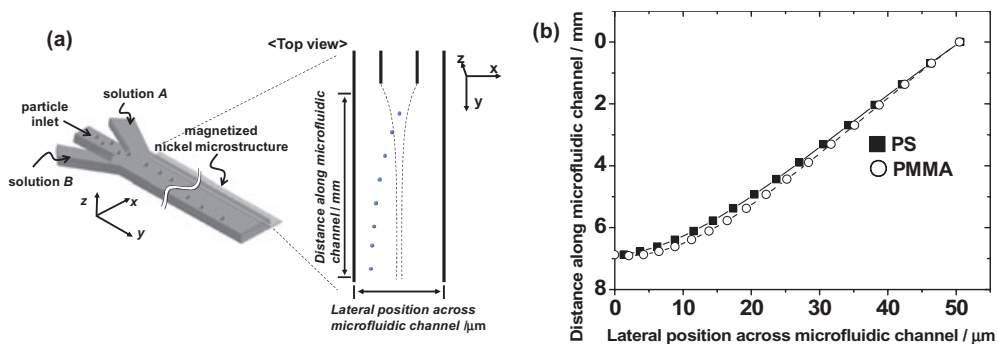 (a)
<Top view>
solution A
particle
inlet
magnetized
nickel microstructure
solution B
z
x
y
z
x
y
Distance along microfluidic
channel / mm
Lateral position across
microfluidic channel /μm
(b)
Distance along microfluidic channel / mm
0
2
4
6
8
PS
PMMA
0 10 20 30 40 50
Lateral position across microfluidic channel / μm